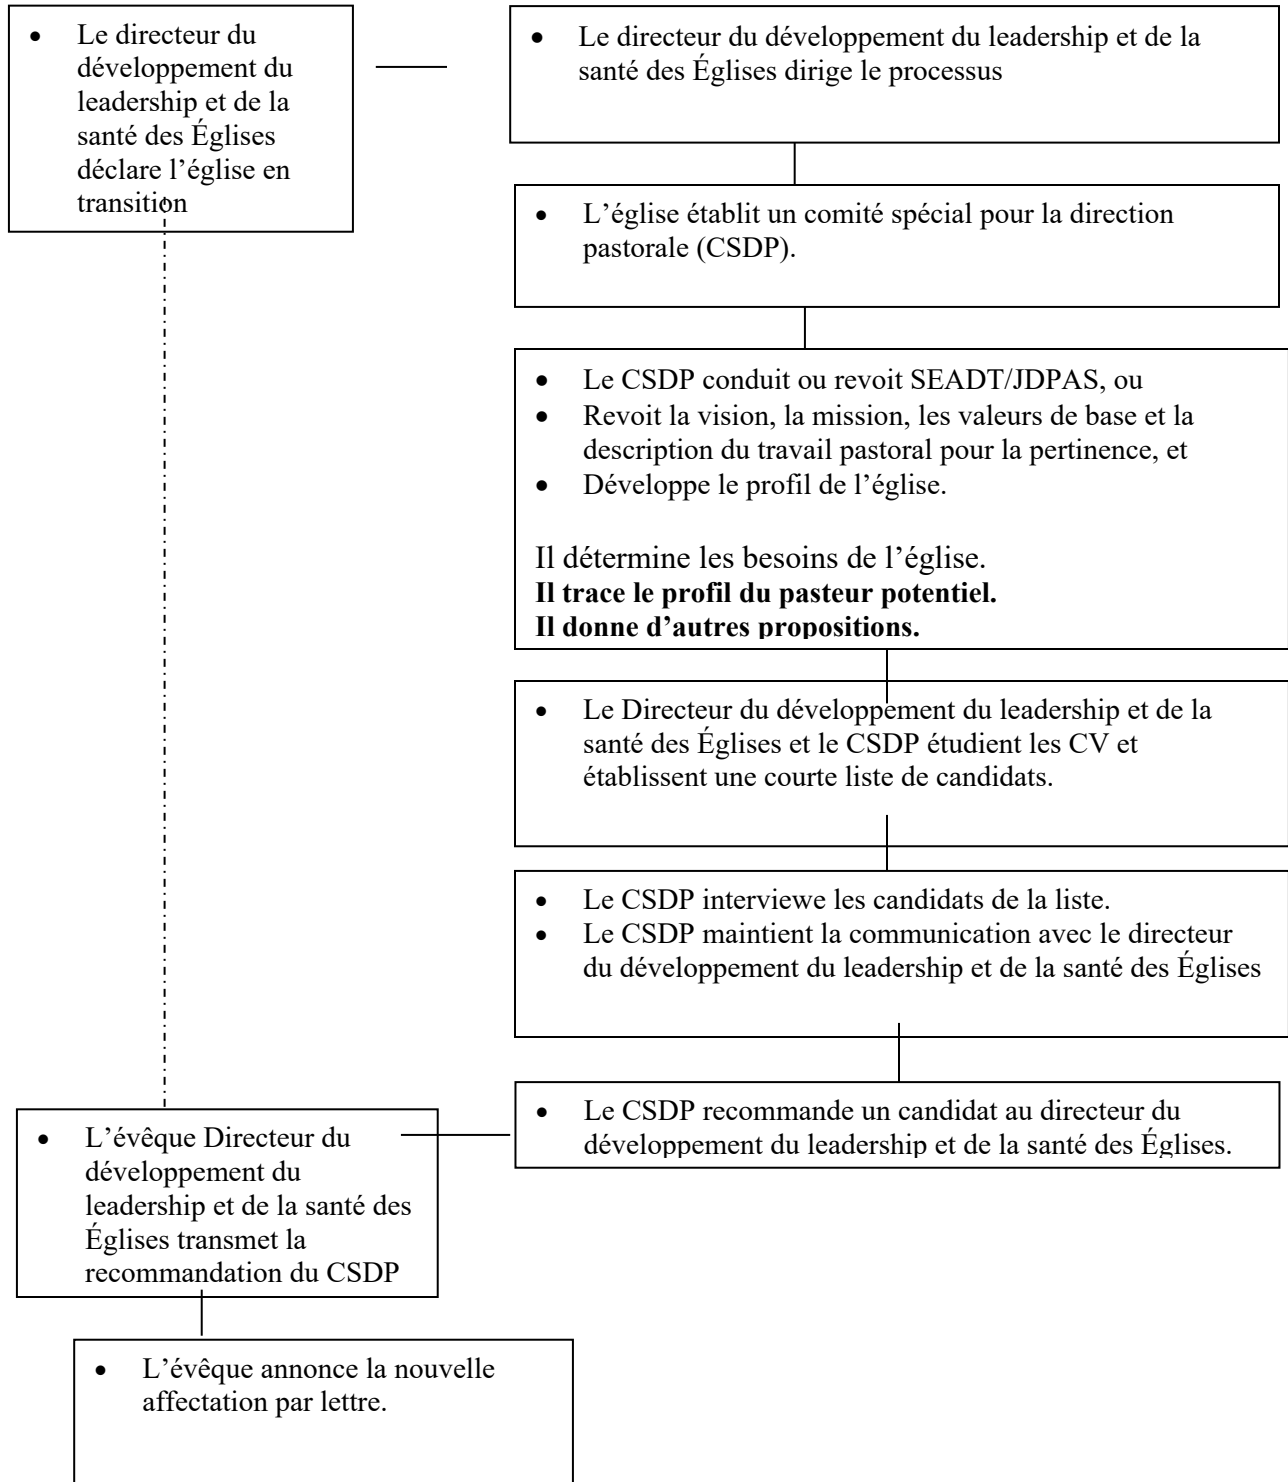 • Le directeur du
développement du
leadership et de la
santé des Églises
déclare l’église en
transition
• Le directeur du développement du leadership et de la
santé des Églises dirige le processus
• L’église établit un comité spécial pour la direction
pastorale (CSDP).
• Le CSDP conduit ou revoit SEADT/JDPAS, ou
• Revoit la vision, la mission, les valeurs de base et la
description du travail pastoral pour la pertinence, et
• Développe le profil de l’église.
Il détermine les besoins de l’église.
Il trace le profil du pasteur potentiel.
Il donne d’autres propositions.
• Le Directeur du développement du leadership et de la
santé des Églises et le CSDP étudient les CV et
établissent une courte liste de candidats.
• Le CSDP interviewe les candidats de la liste.
• Le CSDP maintient la communication avec le directeur
du développement du leadership et de la santé des Églises
• Le CSDP recommande un candidat au directeur du
développement du leadership et de la santé des Églises.
• L’évêque Directeur du
développement du
leadership et de la santé des
Églises transmet la
recommandation du CSDP
• L’évêque annonce la nouvelle
affectation par lettre.